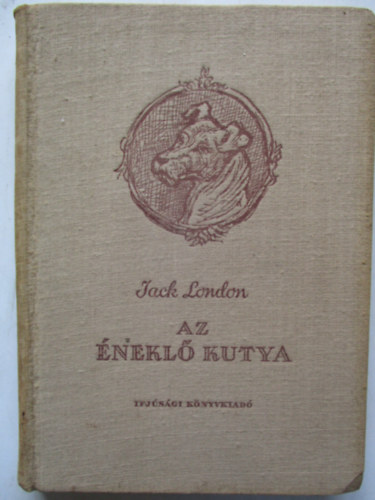 Jack London
AZ
ÉNEKLŐ KUTYA
IFJÚSÁGI KÖNYVKIADÓ